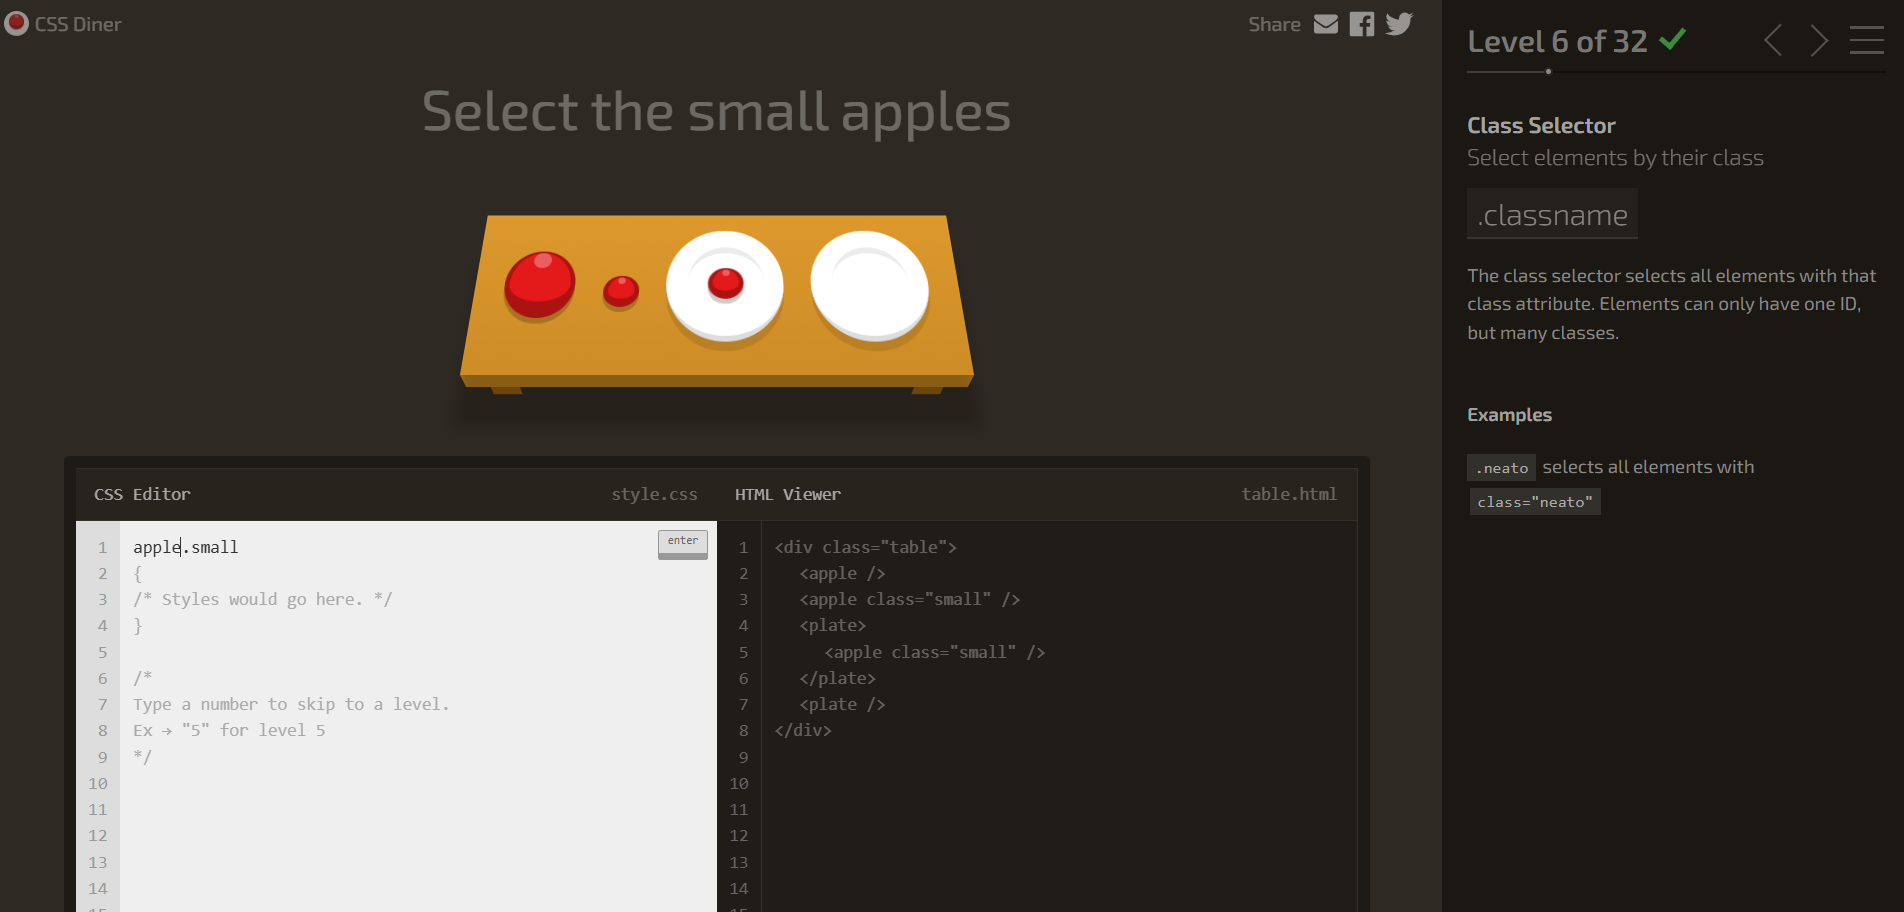 CSS Diner
Share
Select the small apples
CSS Editor
style.css
1 apple.small
2 {
3 /* Styles would go here. */
4 }
5
6 /*
7 Type a number to skip to a level.
8 Ex → "5" for level 5
9 */
10
11
12
13
14
15
enter
HTML Viewer
table.html
1 <div class="table">
2 <apple />
3 <apple class="small" />
4 <plate>
5 <apple class="small" />
6 </plate>
7 <plate />
8 </div>
9
10
11
12
13
14
15
Level 6 of 32
Class Selector
Select elements by their class
.classname
The class selector selects all elements with that
class attribute. Elements can only have one ID,
but many classes.
Examples
.neato selects all elements with
class="neato"